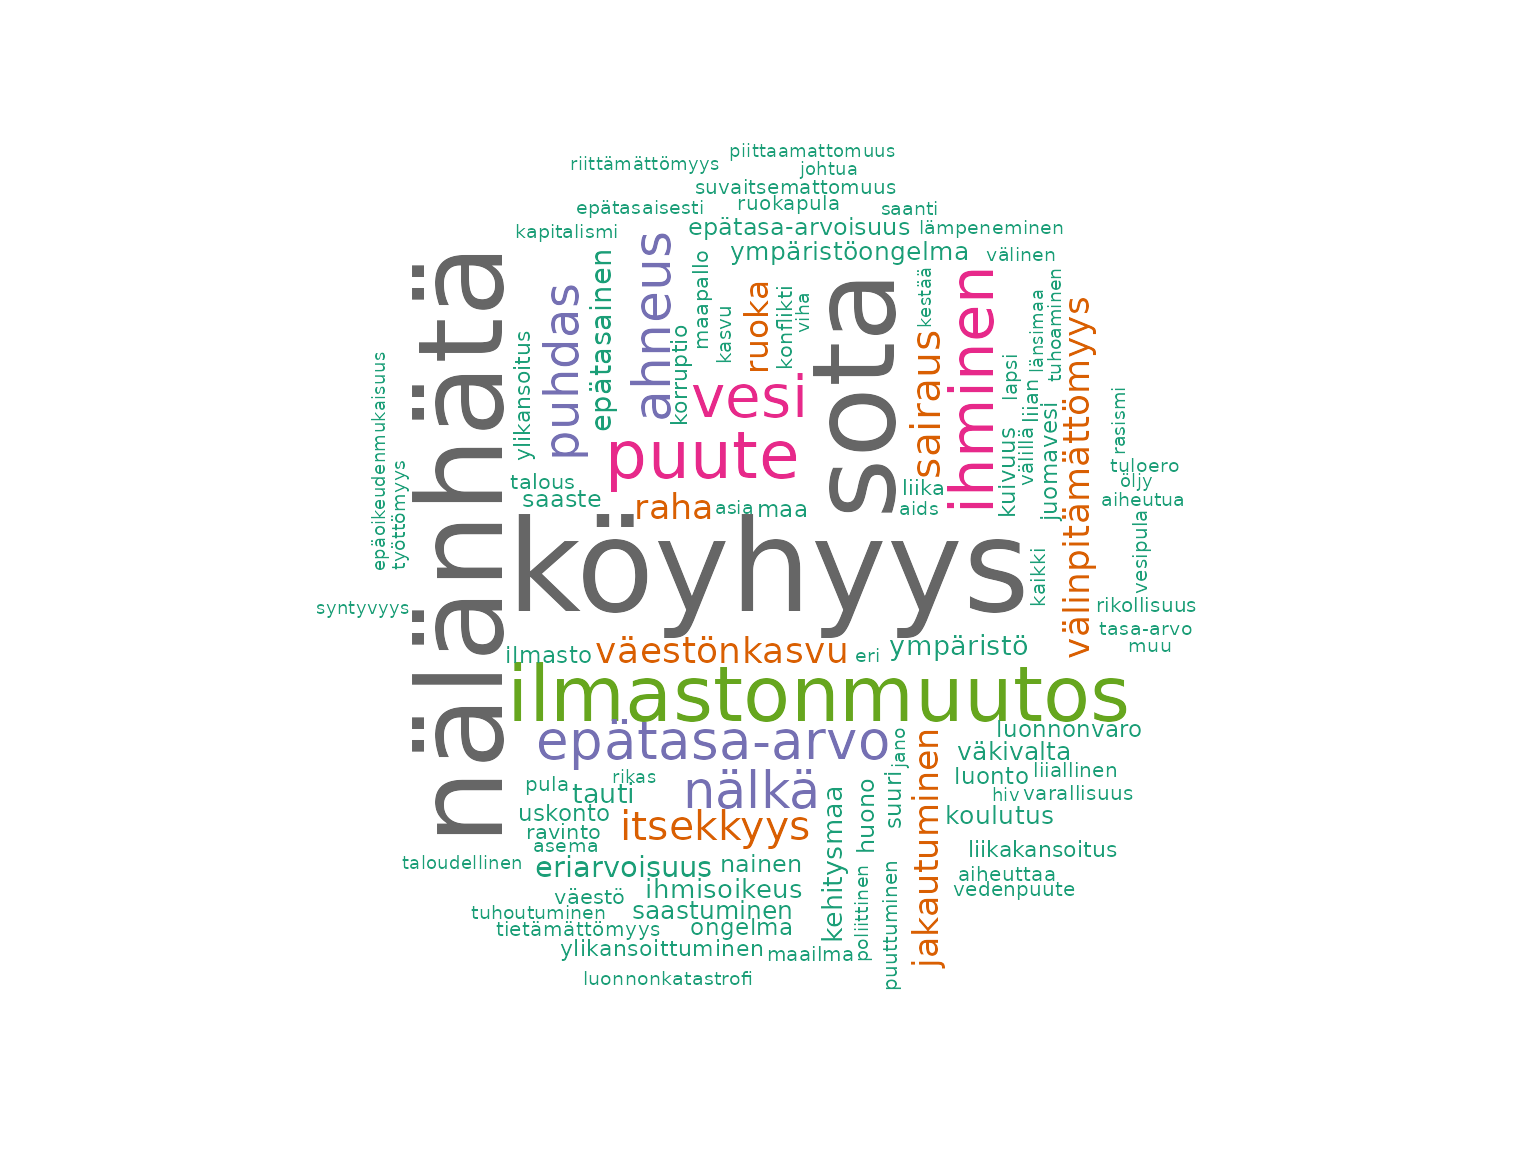 piittaamattomuus
riittämättömyys
johtua
suvaitsemattomuus
ruokapula
epätasaisesti
saanti
kapitalismi
epätasa-arvoisuus
lämpeneminen
ympäristöongelma
välinen
nälänhätä
puhdas
epätasainen
ahneus
maapallo
ruoka
konflikti
viha
sota
kestää
ihminen
länsimaa
tuhoaminen
välinpitämättömyys
kasvu
korruptio
ylikansoitus
sairaus
lapsi
liian
epäoikeudenmukaisuus
vesi
puute
juomavesi
välillä
kuivuus
rasismi
työttömyys
talous
saaste
raha
asia
maa
liika
aids
tuloero
öljy
aiheutua
vesipula
köyhyys
kaikki
syntyvyys
rikollisuus
tasa-arvo
muu
ilmasto
väestönkasvu
eri
ympäristö
ilmastonmuutos
epätasa-arvo
jano
jakautuminen
luonnonvaro
väkivalta
pula
rikas
tauti
nälkä
suuri
huono
kehitysmaa
luonto
liiallinen
hiv
varallisuus
uskonto
ravinto
itsekkyys
koulutus
asema
taloudellinen
eriarvoisuus
nainen
liikakansoitus
aiheuttaa
vedenpuute
väestö
ihmisoikeus
poliittinen
puuttuminen
tuhoutuminen
saastuminen
tietämättömyys
ongelma
ylikansoittuminen
maailma
luonnonkatastrofi